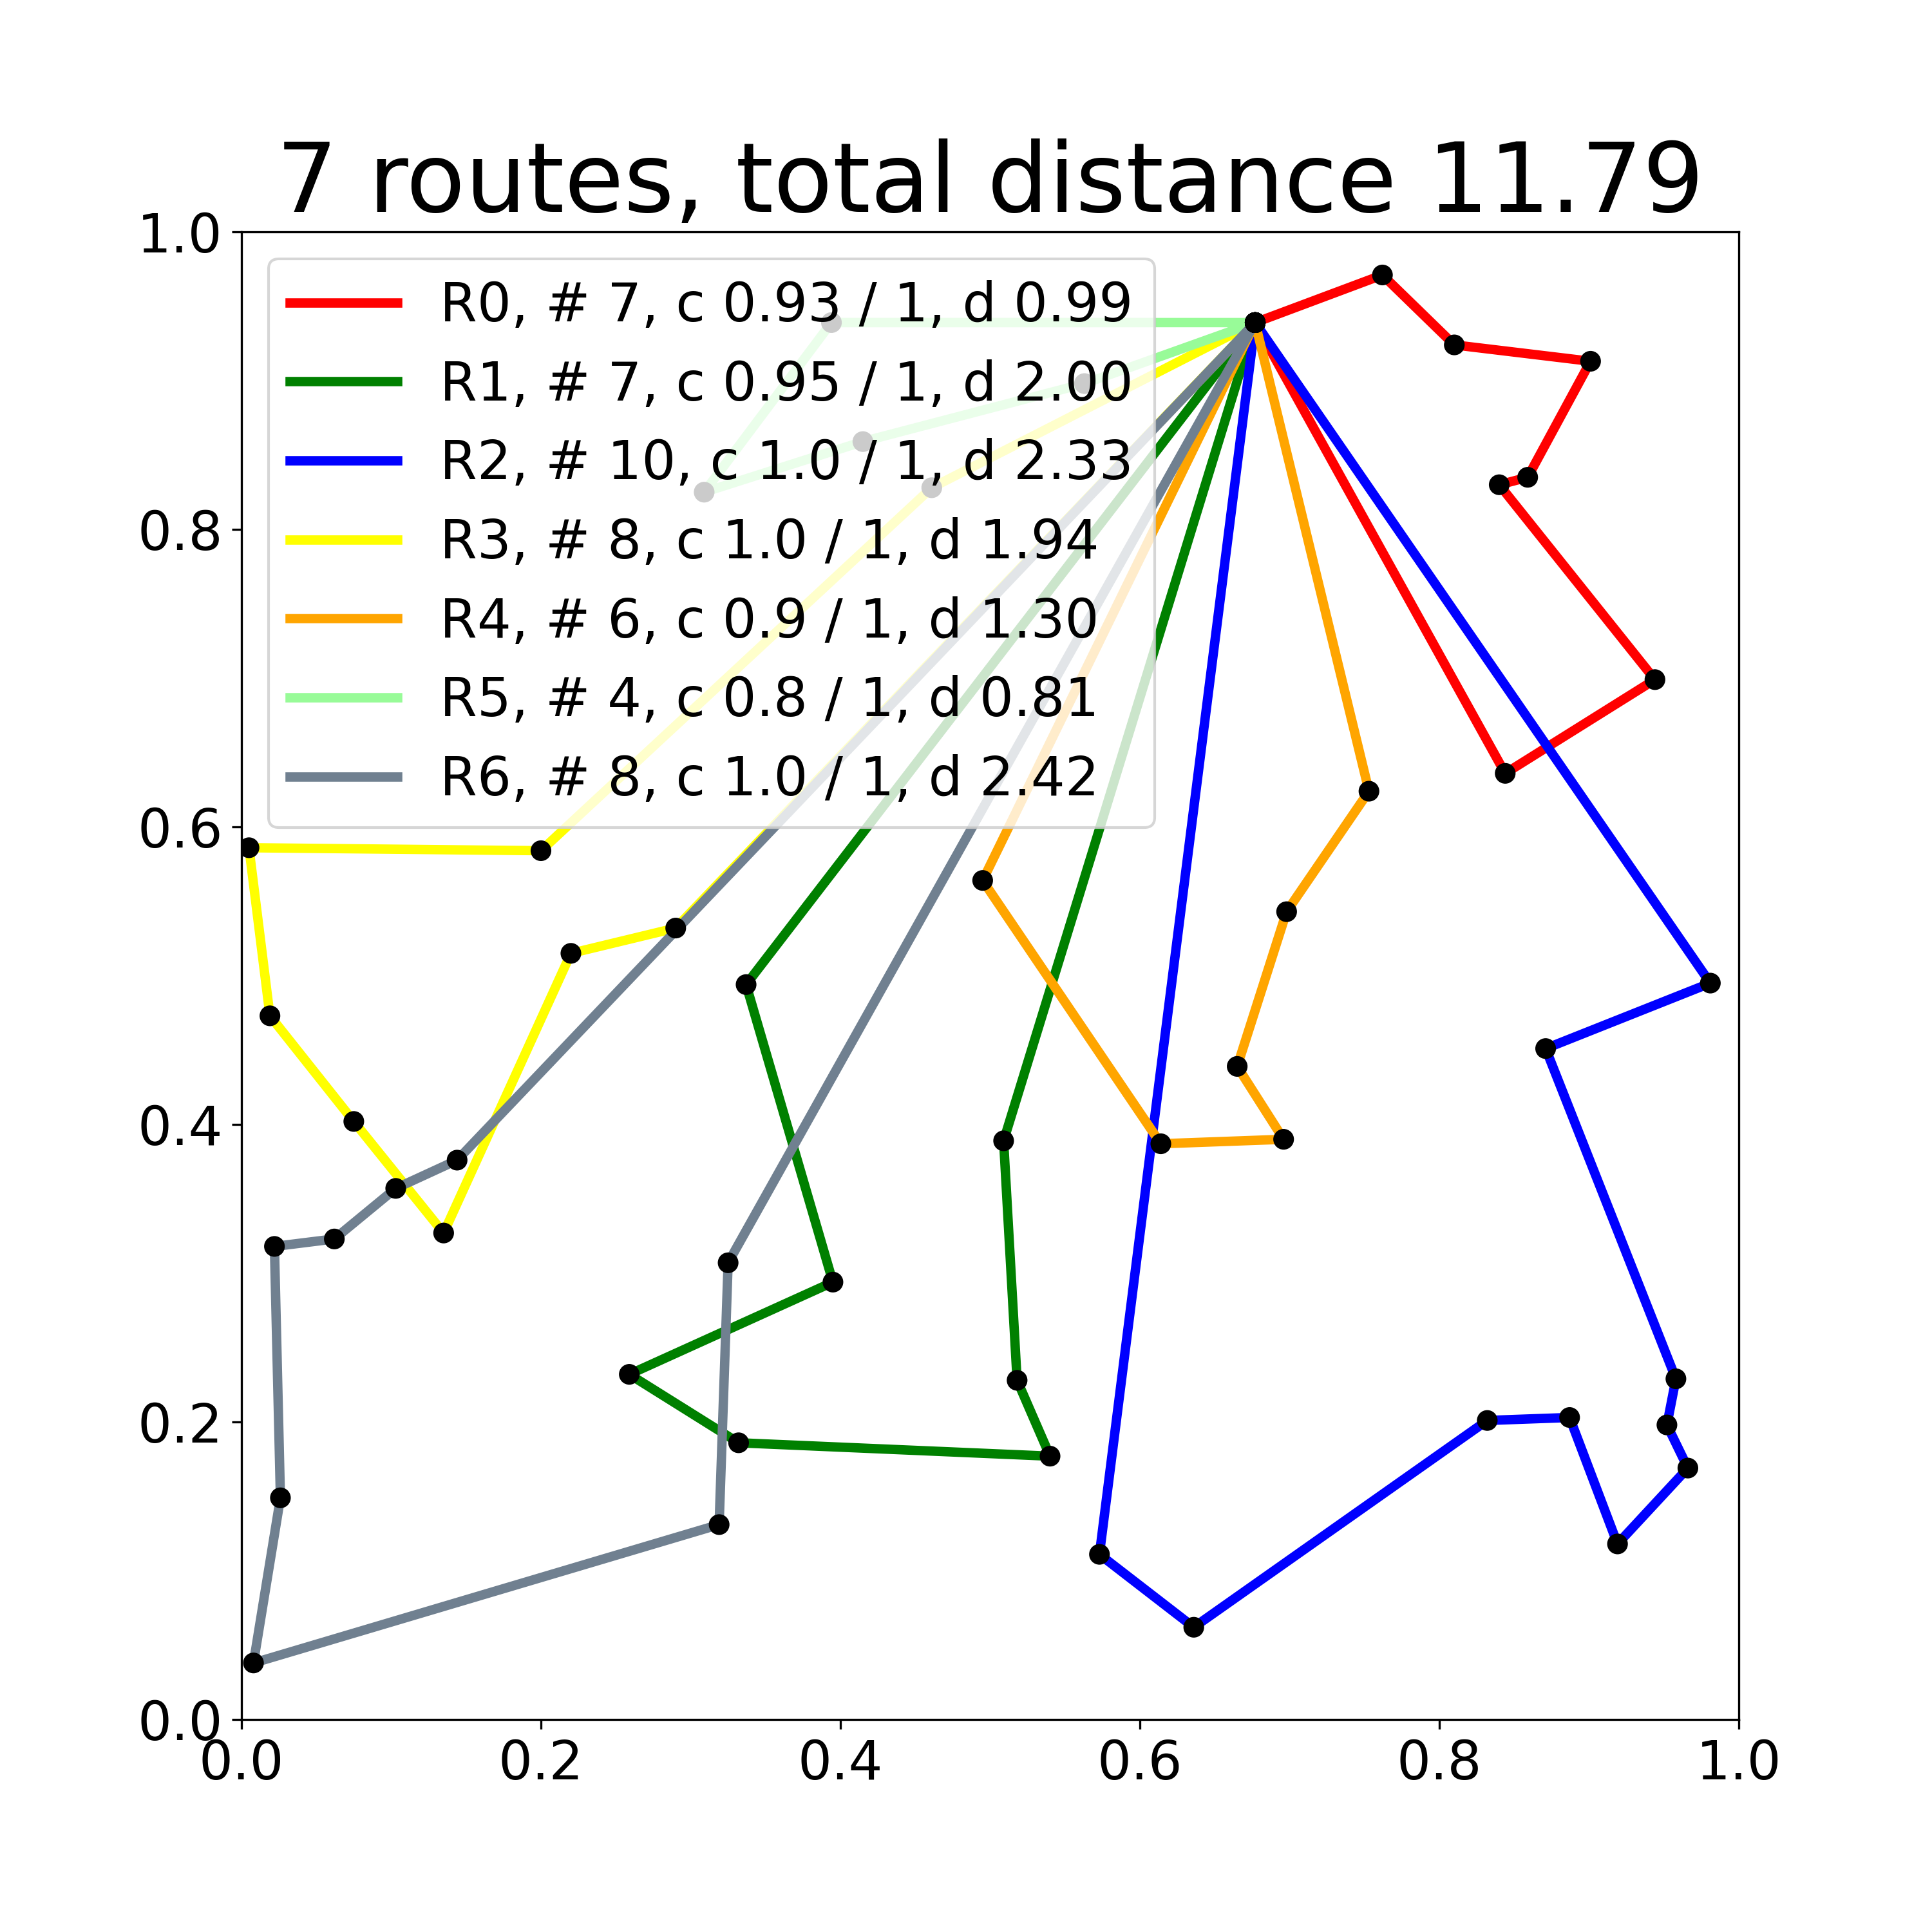 7 routes, total distance 11.79
1.0
0.8
0.6
0.4
0.2
0.0
R0, # 7, c 0.93 / 1, d 0.99
R1, # 7, c 0.95 / 1, d 2.00
R2, # 10, c 1.0 / 1, d 2.33
R3, # 8, c 1.0 / 1, d 1.94
R4, # 6, c 0.9 / 1, d 1.30
R5, # 4, c 0.8 / 1, d 0.81
R6, # 8, c 1.0 / 1, d 2.42
0.0 0.2 0.4 0.6 0.8 1.0